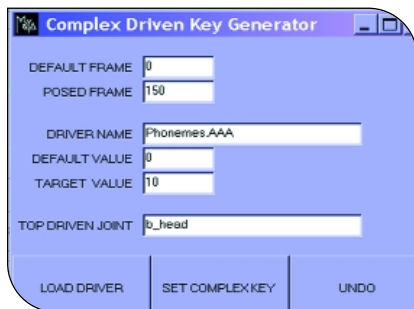 Complex Driven Key Generator
DEFAULT FRAME 0
POSED FRAME 150
DRIVER NAME Phonemes.AAA
DEFAULT VALUE 0
TARGET VALUE 10
TOP DRIVEN JOINT b_head
LOAD DRIVER SET COMPLEX KEY UNDO